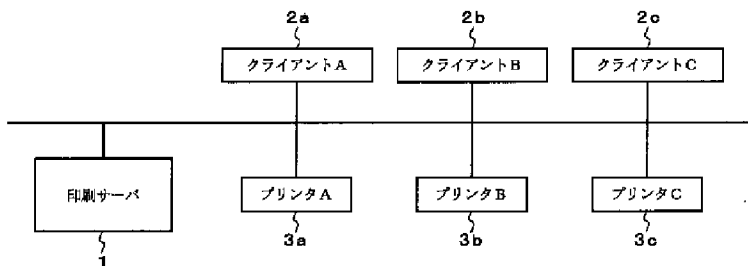 2a 2b 2c
クライアントA クライアントB クライアントC
印刷サーバ プリンタA プリンタB プリンタC
1 3a 3b 3c